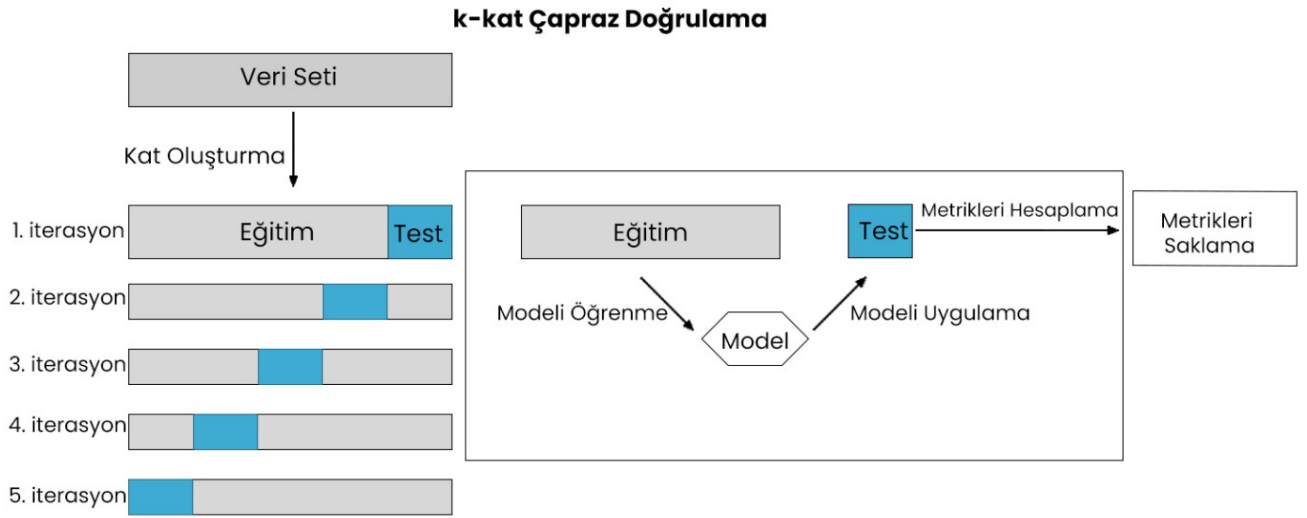 k-kat Çapraz Doğrulama
Veri Seti
Kat Oluşturma
1. iterasyon
Eğitim
Test
2. iterasyon
3. iterasyon
4. iterasyon
5. iterasyon
Eğitim
Test
Metrikleri Hesaplama
Metrikleri
Saklama
Modeli Öğrenme
Model
Modeli Uygulama